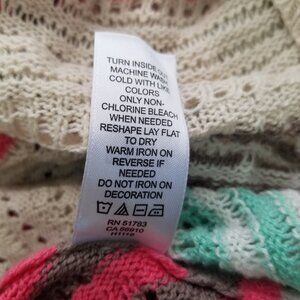 TURN INSIDE OUT
MACHINE WASH
COLD WITH LIKE
COLORS
ONLY NON-
CHLORINE BLEACH
WHEN NEEDED
RESHAPE LAY FLAT
TO DRY
WARM IRON ON
REVERSE IF
NEEDED
DO NOT IRON ON
DECORATION
RN 51793
CA 56910